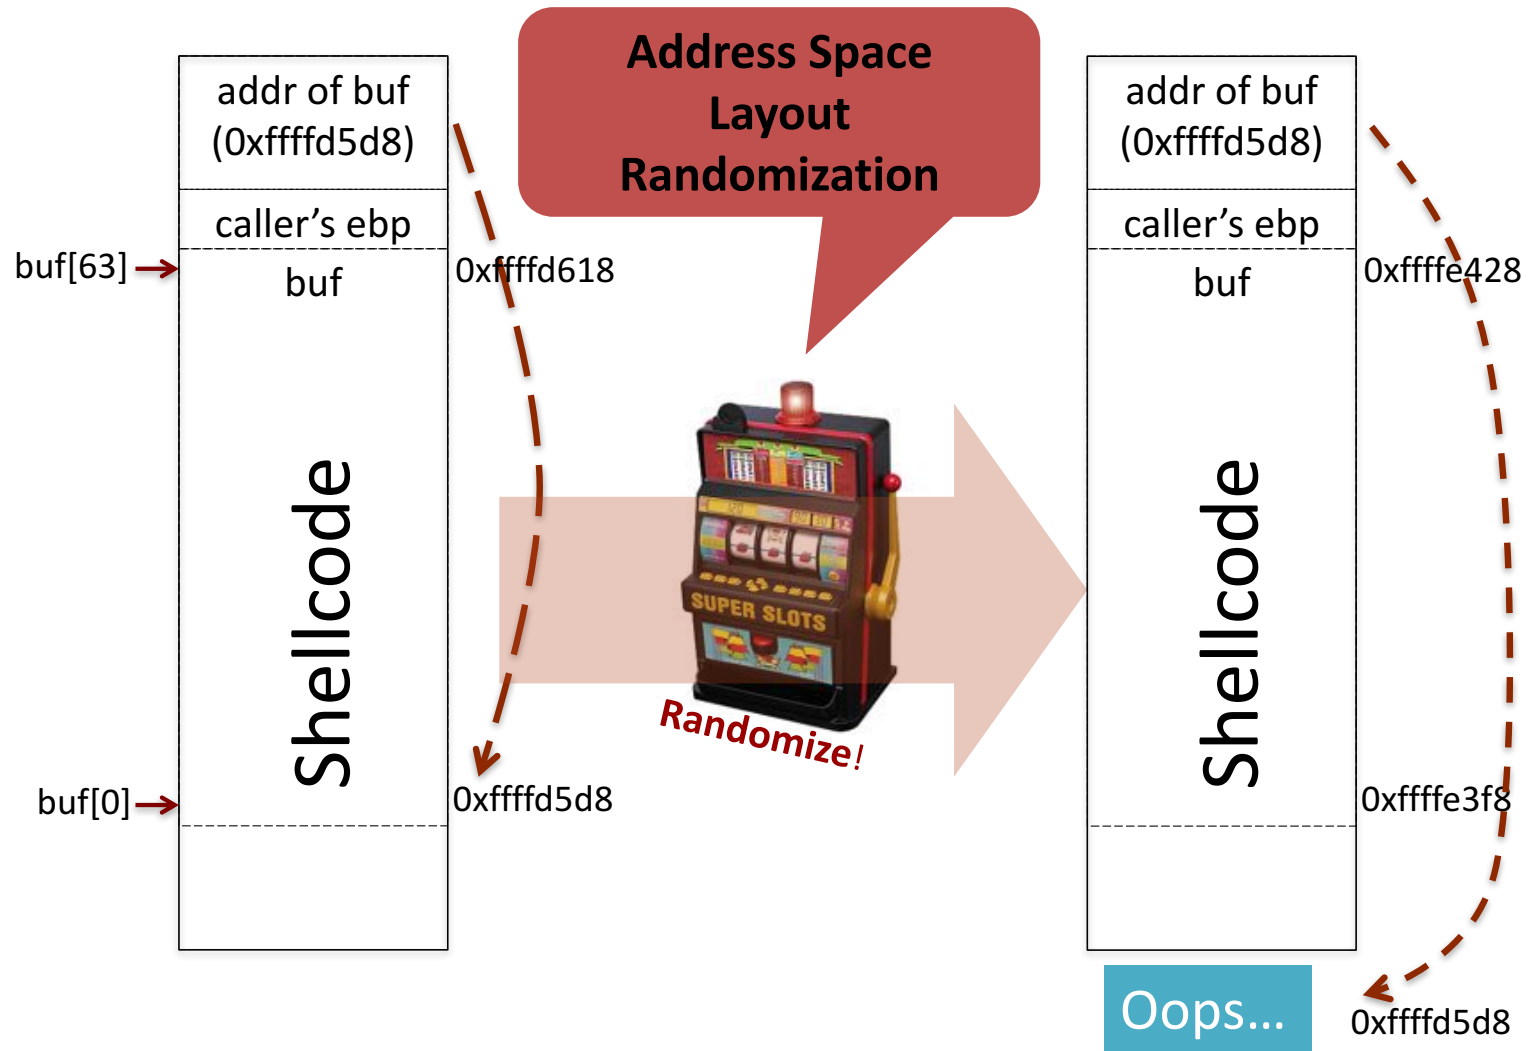 Address Space
Layout
Randomization
addr of buf
(0xffffd5d8)
caller’s ebp
buf[63]
buf
0xffffd618
Shellcode
buf[0]
0xffffd5d8
SUPER SLOTS
Randomize!
addr of buf
(0xffffd5d8)
caller’s ebp
buf
0xffffe428
Shellcode
0xffffe3f8
Oops…
0xffffd5d8